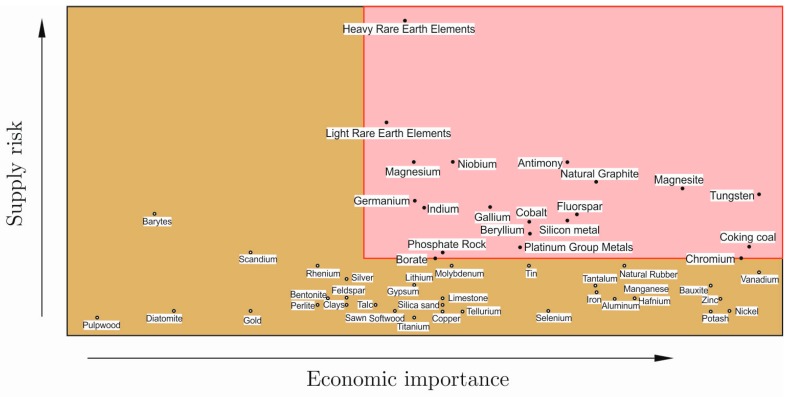 Heavy Rare Earth Elements
Light Rare Earth Elements
Magnesium
Niobium
Antimony
Natural Graphite
Magnesite
Tungsten
Germanium
Indium
Gallium
Cobalt
Fluorspar
Beryllium
Silicon metal
Barytes
Coking coal
Phosphate Rock
Platinum Group Metals
Scandium
Borate
Chromium
Rhenium
Silver
Lithium
Molybdenum
Tin
Tantalum
Natural Rubber
Vanadium
Feldspar
Gypsum
Manganese
Bauxite
Bentonite
Limestone
Iron
Hafnium
Zinc
Perlite
Clays
Talc
Silica sand
Aluminum
Tellurium
Nickel
Pulpwood
Diatomite
Gold
Sawn Softwood
Copper
Selenium
Potash
Titanium
Supply risk
Economic importance